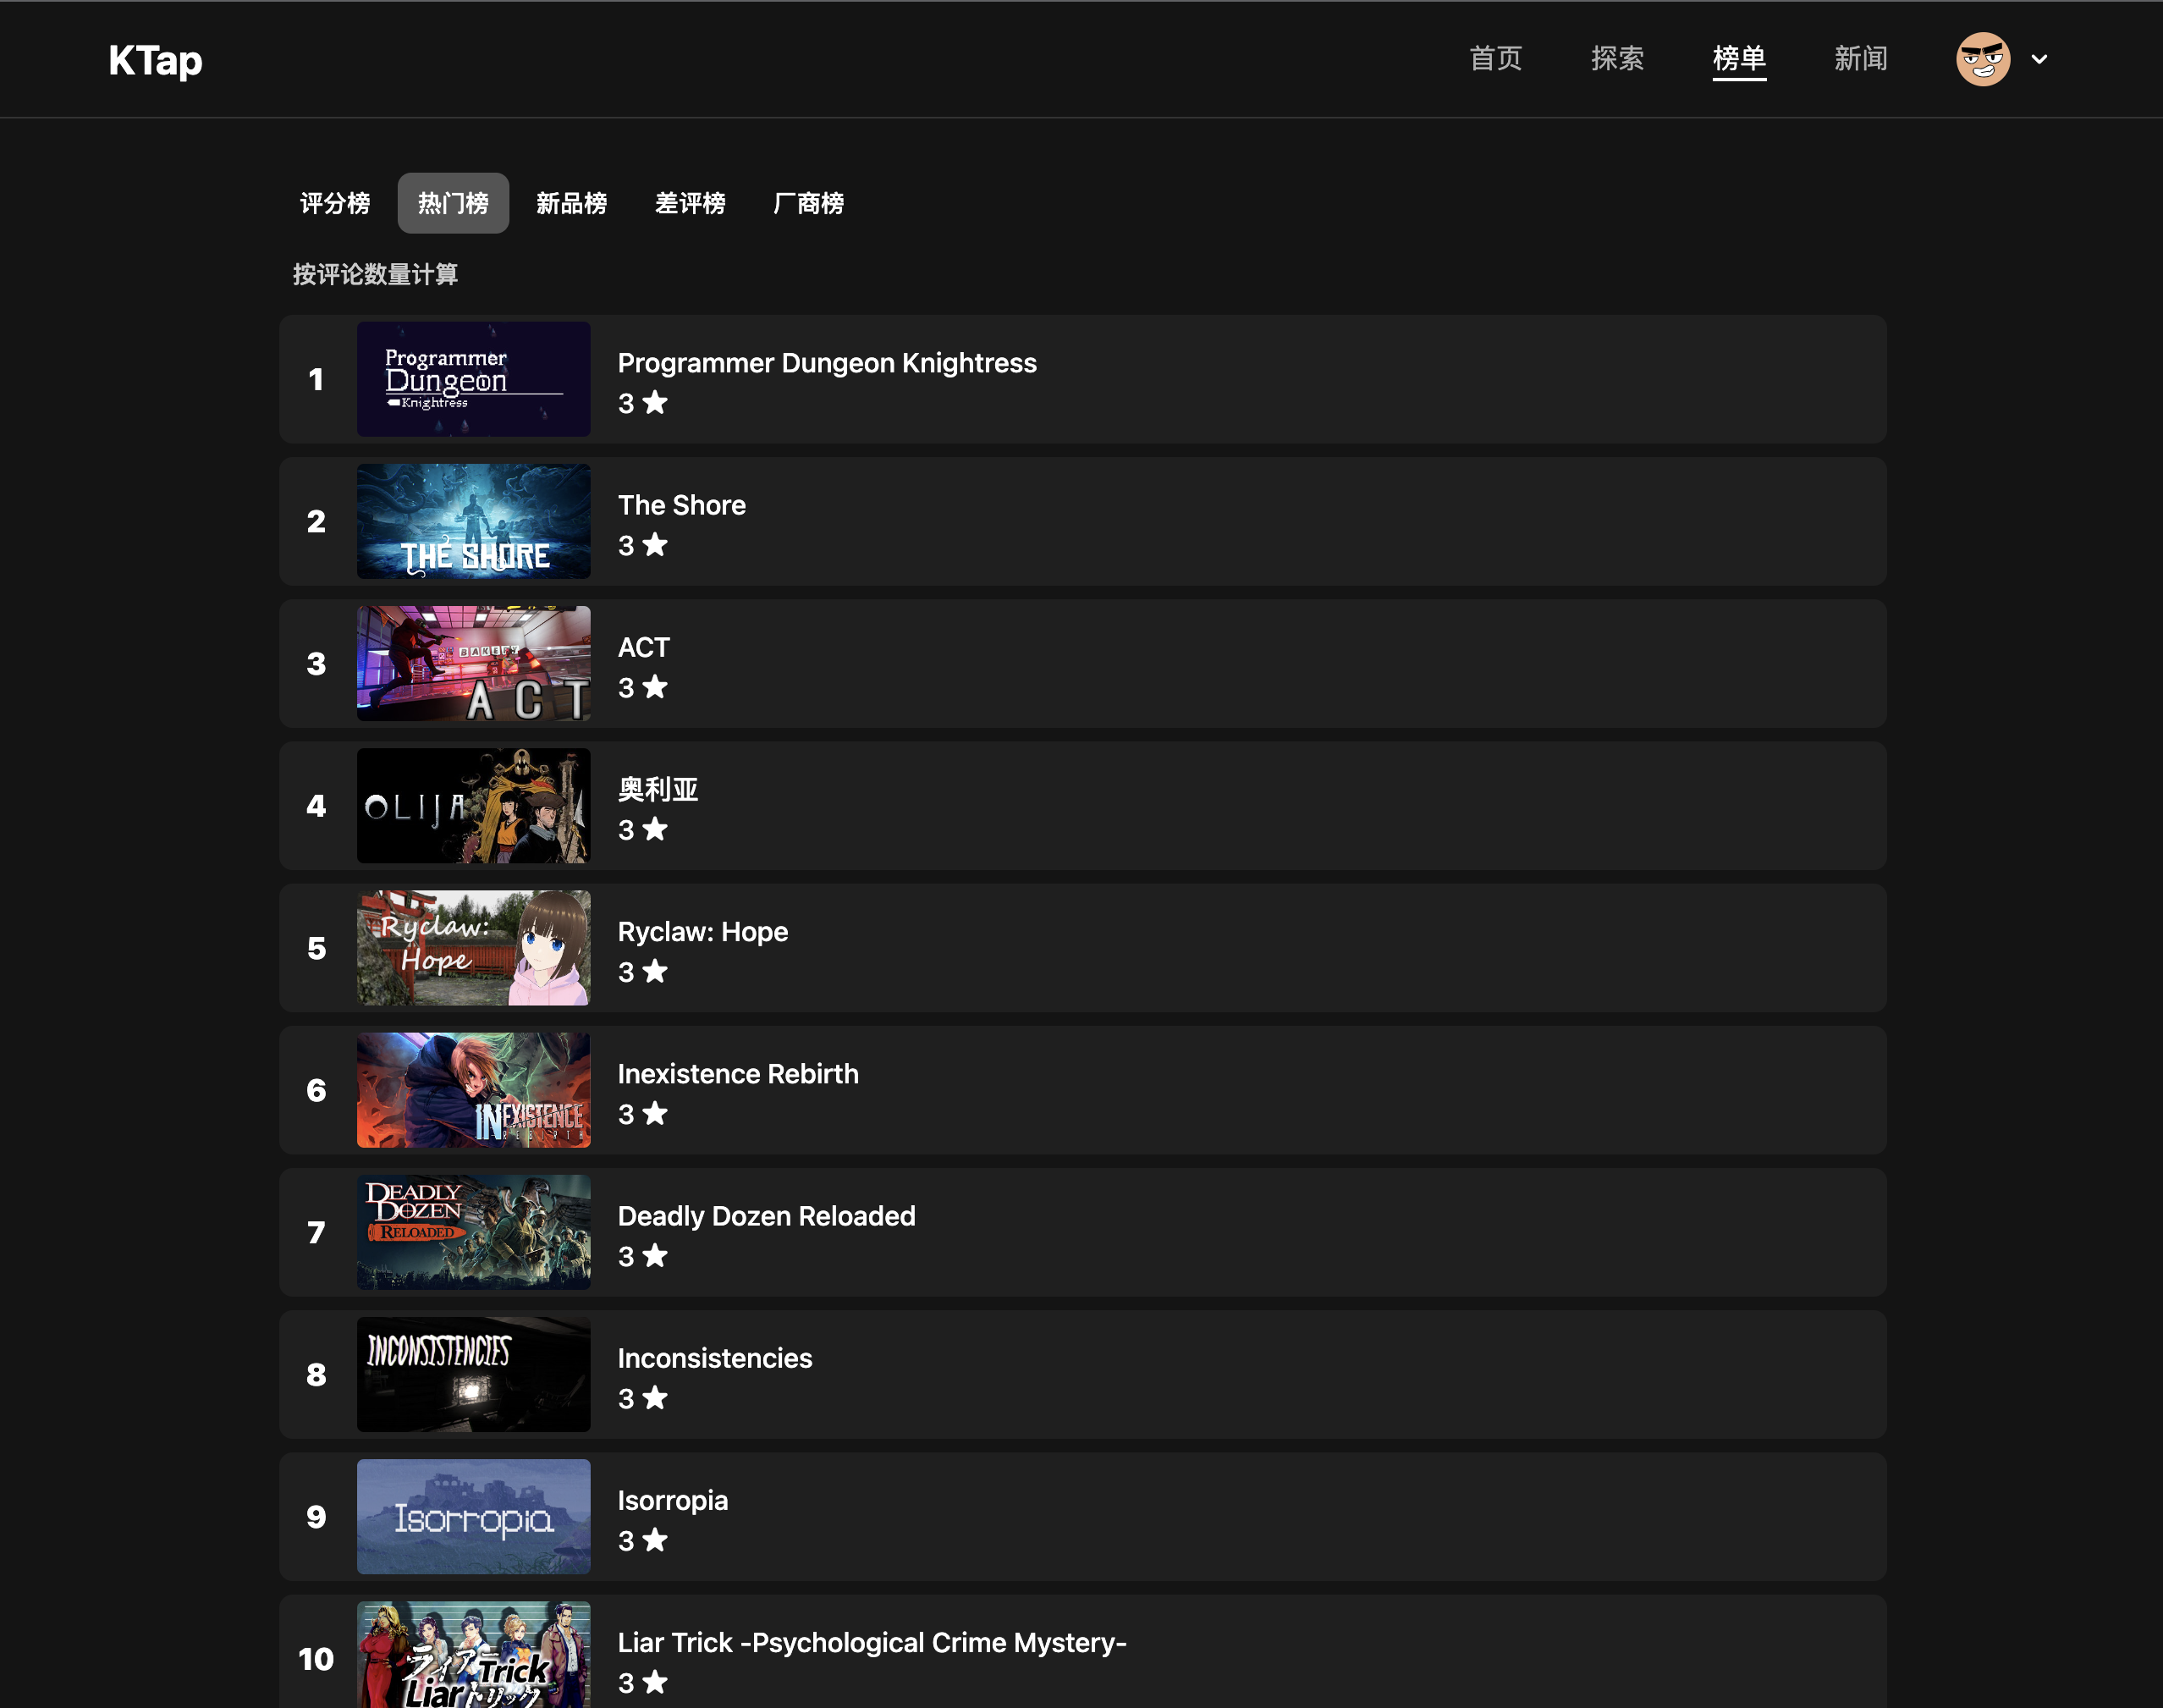 KTap
首页 探索 榜单 新闻
评分榜 热门榜 新品榜 差评榜 厂商榜
按评论数量计算
1
Programmer
Dungeon
Knightress
Programmer Dungeon Knightress
3
2
THE SHORE
The Shore
3
3
BAKERY
ACT
ACT
3
4
OLIJA
奥利亚
3
5
Ryclaw:
Hope
Ryclaw: Hope
3
6
INEXISTENCE
REBIRTH
Inexistence Rebirth
3
7
DEADLY
DOZEN
RELOADED
Deadly Dozen Reloaded
3
8
INCONSISTENCIES
Inconsistencies
3
9
Isorropia
Isorropia
3
10
ライアー Trick
Liar トリック
Liar Trick -Psychological Crime Mystery-
3